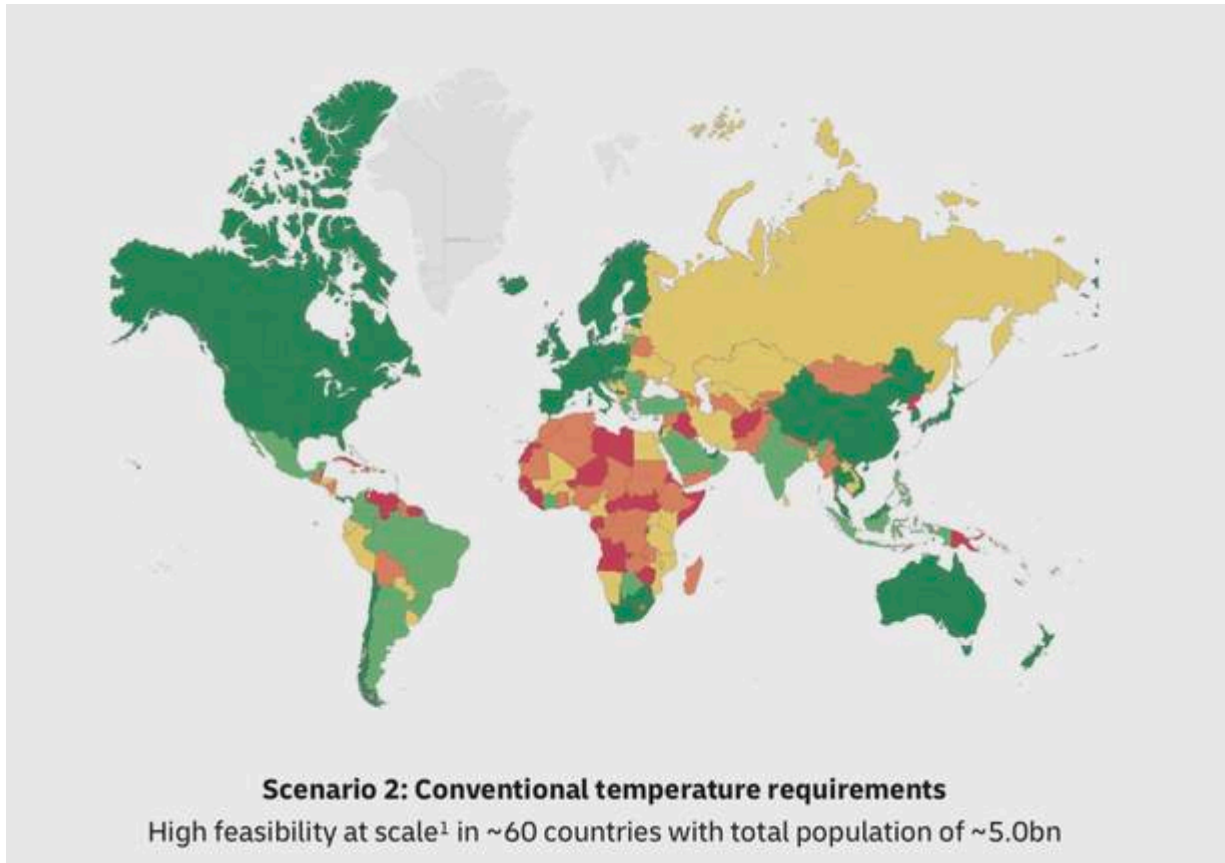 Scenario 2: Conventional temperature requirements
High feasibility at scale¹ in ~60 countries with total population of ~5.0bn